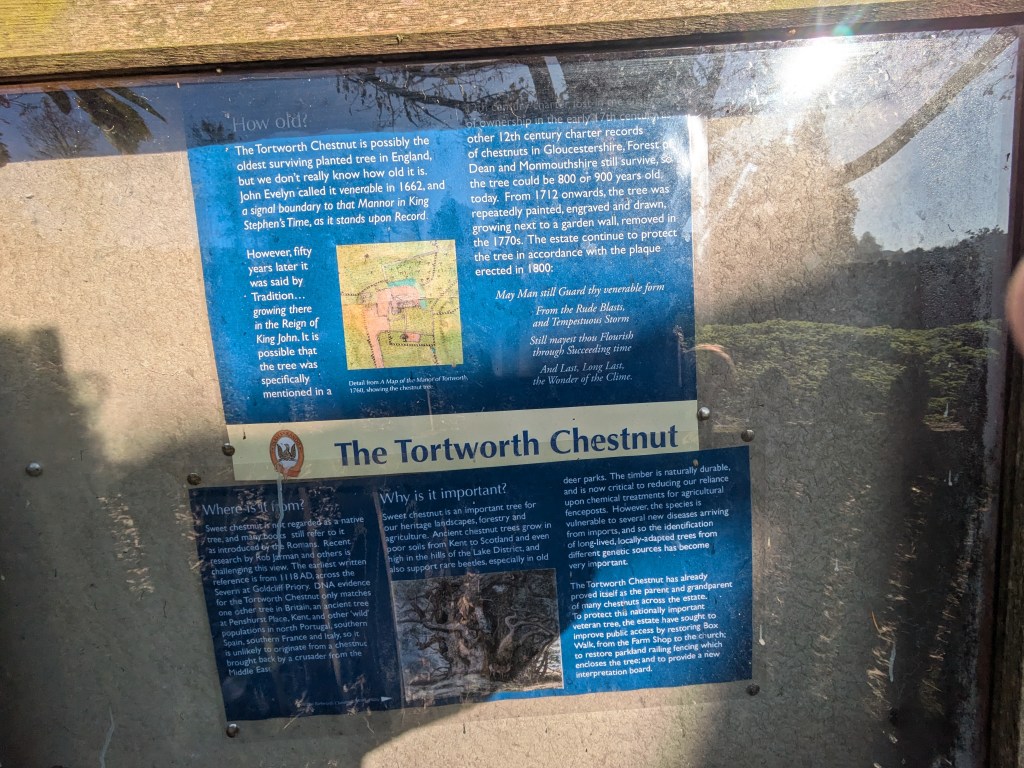 How old?
The Tortworth Chestnut is possibly the
oldest surviving planted tree in England,
but we don't really know how old it is.
John Evelyn called it venerable in 1662, and
a signal boundary to that Mannor in King
Stephen's Time, as it stands upon Record.
However, fifty
years later it
was said by
Tradition...
growing there
in the Reign of
King John. It is
possible that
the tree was
specifically
mentioned in a
Detail from A Map of the Manor of Tortworth,
1760, showing the chestnut tree.
charter lost in the
of ownership in the early 17th century
other 12th century charter records
of chestnuts in Gloucestershire, Forest of
Dean and Monmouthshire still survive, so
the tree could be 800 or 900 years old
today. From 1712 onwards, the tree was
repeatedly painted, engraved and drawn,
growing next to a garden wall, removed in
the 1770s. The estate continue to protect
the tree in accordance with the plaque
erected in 1800:
May Man still Guard thy venerable form
From the Rude Blasts,
and Tempestuous Storm
Still mayest thou Flourish
through Succeeding time
And Last, Long Last,
the Wonder of the Clime.
The Tortworth Chestnut
Where is it from?
Sweet chestnut is not regarded as a native
tree, and many books still refer to it
as introduced by the Romans. Recent
research by Rob Jarman and others is
challenging this view. The earliest written
reference is from 1118 AD, across the
Severn at Goldcliff Priory. DNA evidence
for the Tortworth Chestnut only matches
one other tree in Britain, an ancient tree
at Penshurst Place, Kent, and other 'wild'
populations in north Portugal, southern
Spain, southern France and Italy, so it
is unlikely to originate from a chestnut
brought back by a crusader from the
Middle East.
Why is it important?
Sweet chestnut is an important tree for
our heritage landscapes, forestry and
agriculture. Ancient chestnut trees grow in
poor soils from Kent to Scotland and even
high in the hills of the Lake District, and
also support rare beetles, especially in old
deer parks. The timber is naturally durable,
and is now critical to reducing our reliance
upon chemical treatments for agricultural
fenceposts. However, the species is
vulnerable to several new diseases arriving
from imports, and so the identification
of long-lived, locally-adapted trees from
different genetic sources has become
very important.
The Tortworth Chestnut has already
proved itself as the parent and grandparent
of many chestnuts across the estate.
To protect this nationally important
veteran tree, the estate have sought to
improve public access by restoring Box
Walk, from the Farm Shop to the church;
to restore parkland railing fencing which
encloses the tree; and to provide a new
interpretation board.